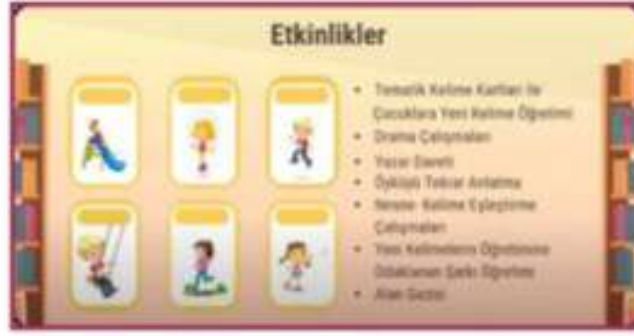 Etkinlikler
Tematik Kelime Kartları ile
Çocuklara Yeni Kelime Öğretimi
Drama Çalışmaları
Yazar Daveti
Öyküyü Tekrar Anlatma
Nesne- Kelime Eşleştirme
Çalışmaları
Yeni Kelimelerin Öğretimine
Odaklanan Şarkı Öğretimi
Alan Gezisi